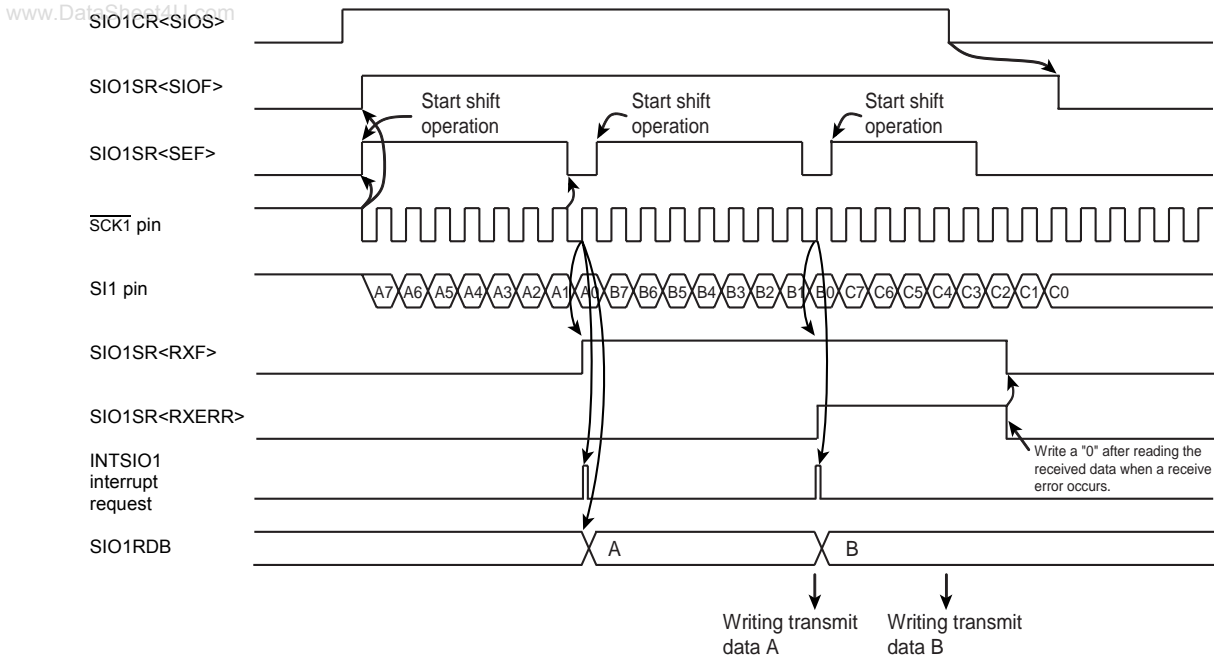 www.DataSheet4U.com
SIO1CR<SIOS>
SIO1SR<SIOF>
Start shift
operation
Start shift
operation
Start shift
operation
SIO1SR<SEF>
SCK1 pin
SI1 pin
A7 A6 A5 A4 A3 A2 A1 A0 B7 B6 B5 B4 B3 B2 B1 B0 C7 C6 C5 C4 C3 C2 C1 C0
SIO1SR<RXF>
SIO1SR<RXERR>
Write a "0" after reading the
received data when a receive
error occurs.
INTSIO1
interrupt
request
SIO1RDB
A
B
Writing transmit
data A
Writing transmit
data B